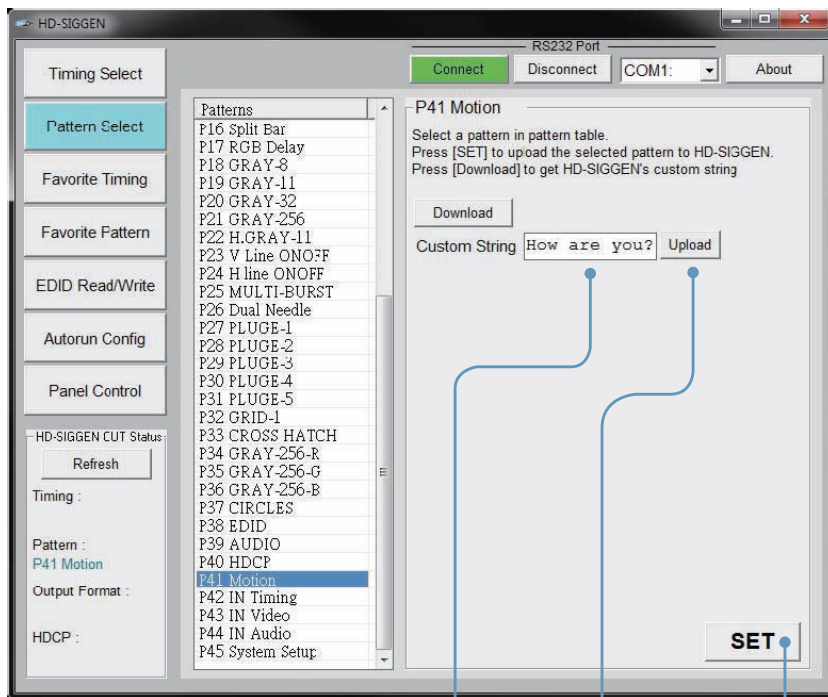 HD-SIGGEN
RS232 Port
Connect
Disconnect
COM1:
About
Timing Select
Pattern Select
Favorite Timing
Favorite Pattern
EDID Read/Write
Autorun Config
Panel Control
HD-SIGGEN CUT Status
Refresh
Timing :
Pattern :
P41 Motion
Output Format :
HDCP :
Patterns
P16 Split Bar
P17 RGB Delay
P18 GRAY-8
P19 GRAY-11
P20 GRAY-32
P21 GRAY-256
P22 H.GRAY-11
P23 V Line ONOFF
P24 H line ONOFF
P25 MULTI-BURST
P26 Dual Needle
P27 PLUGE-1
P28 PLUGE-2
P29 PLUGE-3
P30 PLUGE-4
P31 PLUGE-5
P32 GRID-1
P33 CROSS HATCH
P34 GRAY-256-R
P35 GRAY-256-G
P36 GRAY-256-B
P37 CIRCLES
P38 EDID
P39 AUDIO
P40 HDCP
P41 Motion
P42 IN Timing
P43 IN Video
P44 IN Audio
P45 System Setup
P41 Motion
Select a pattern in pattern table.
Press [SET] to upload the selected pattern to HD-SIGGEN.
Press [Download] to get HD-SIGGEN's custom string
Download
Custom String How are you? Upload
SET